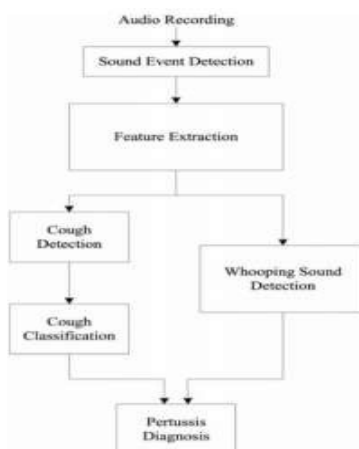 Audio Recording
Sound Event Detection
Feature Extraction
Cough
Detection
Whooping Sound
Detection
Cough
Classification
Pertussis
Diagnosis